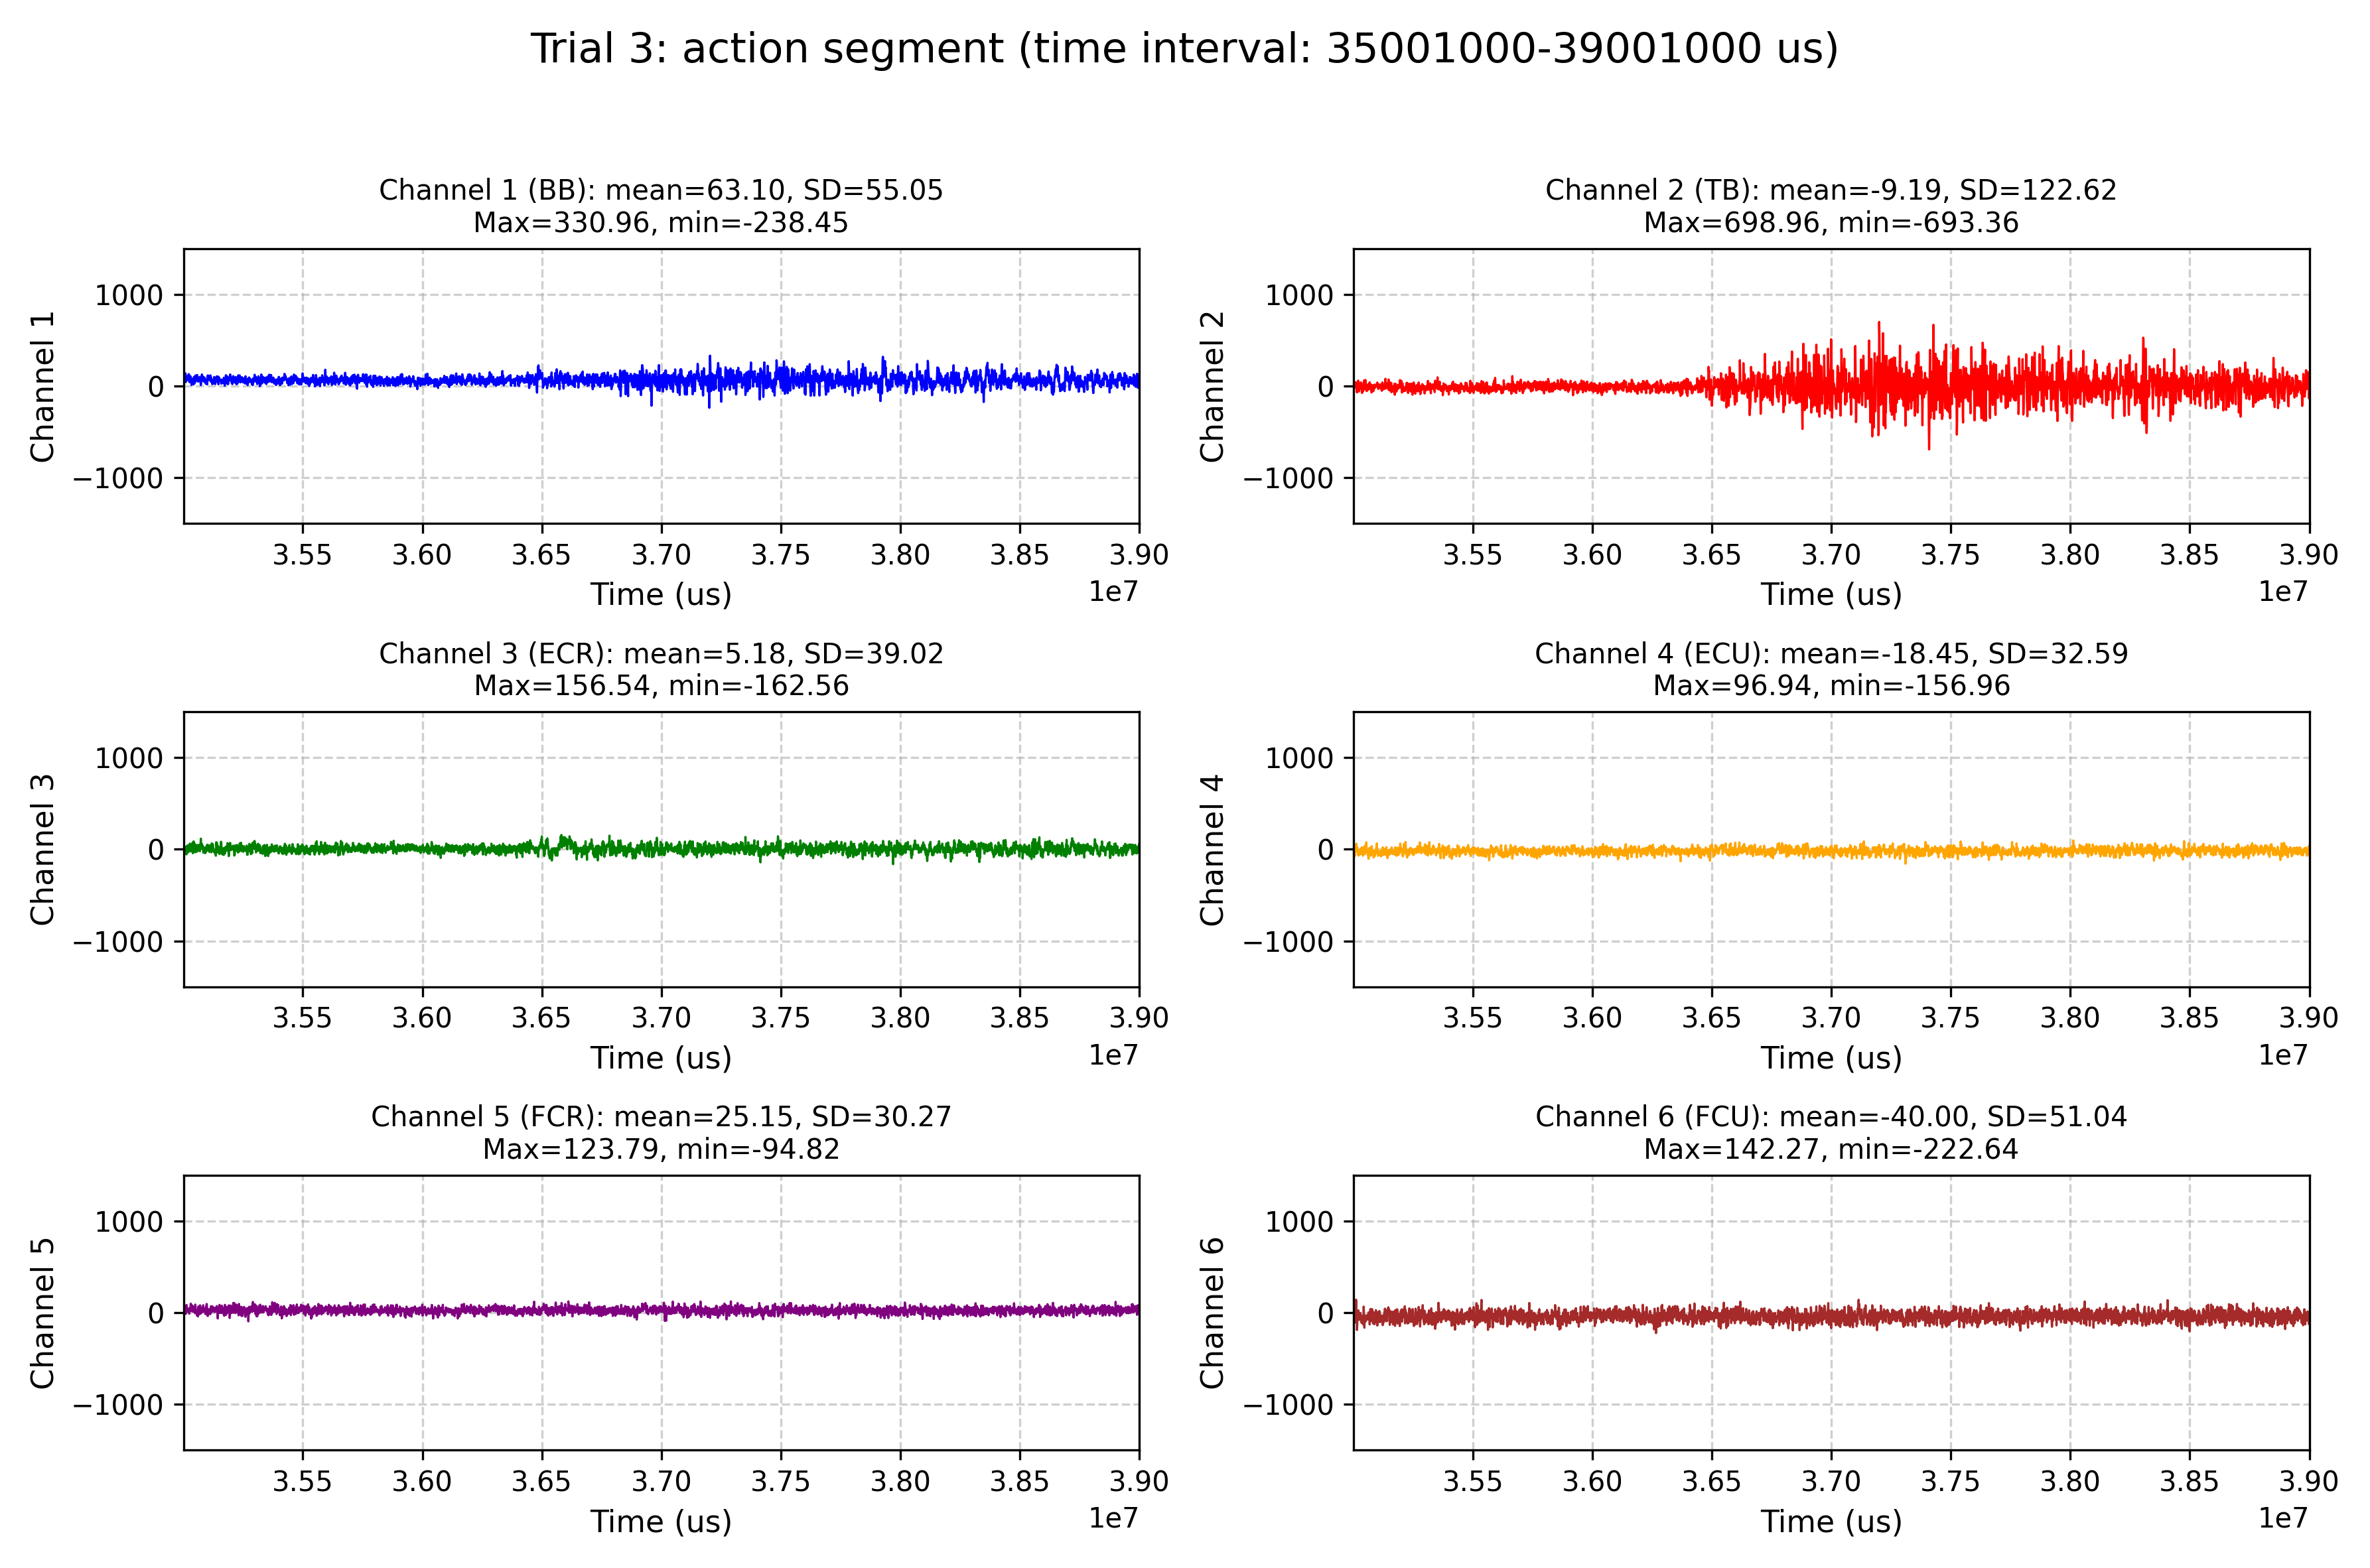 Trial 3: action segment (time interval: 35001000-39001000 us)
Channel 1 (BB): mean=63.10, SD=55.05
Max=330.96, min=-238.45
Channel 1
1000
0
−1000
3.55 3.60 3.65 3.70 3.75 3.80 3.85 3.90
Time (us)
1e7
Channel 2 (TB): mean=-9.19, SD=122.62
Max=698.96, min=-693.36
Channel 2
1000
0
−1000
3.55 3.60 3.65 3.70 3.75 3.80 3.85 3.90
Time (us)
1e7
Channel 3 (ECR): mean=5.18, SD=39.02
Max=156.54, min=-162.56
Channel 3
1000
0
−1000
3.55 3.60 3.65 3.70 3.75 3.80 3.85 3.90
Time (us)
1e7
Channel 4 (ECU): mean=-18.45, SD=32.59
Max=96.94, min=-156.96
Channel 4
1000
0
−1000
3.55 3.60 3.65 3.70 3.75 3.80 3.85 3.90
Time (us)
1e7
Channel 5 (FCR): mean=25.15, SD=30.27
Max=123.79, min=-94.82
Channel 5
1000
0
−1000
3.55 3.60 3.65 3.70 3.75 3.80 3.85 3.90
Time (us)
1e7
Channel 6 (FCU): mean=-40.00, SD=51.04
Max=142.27, min=-222.64
Channel 6
1000
0
−1000
3.55 3.60 3.65 3.70 3.75 3.80 3.85 3.90
Time (us)
1e7